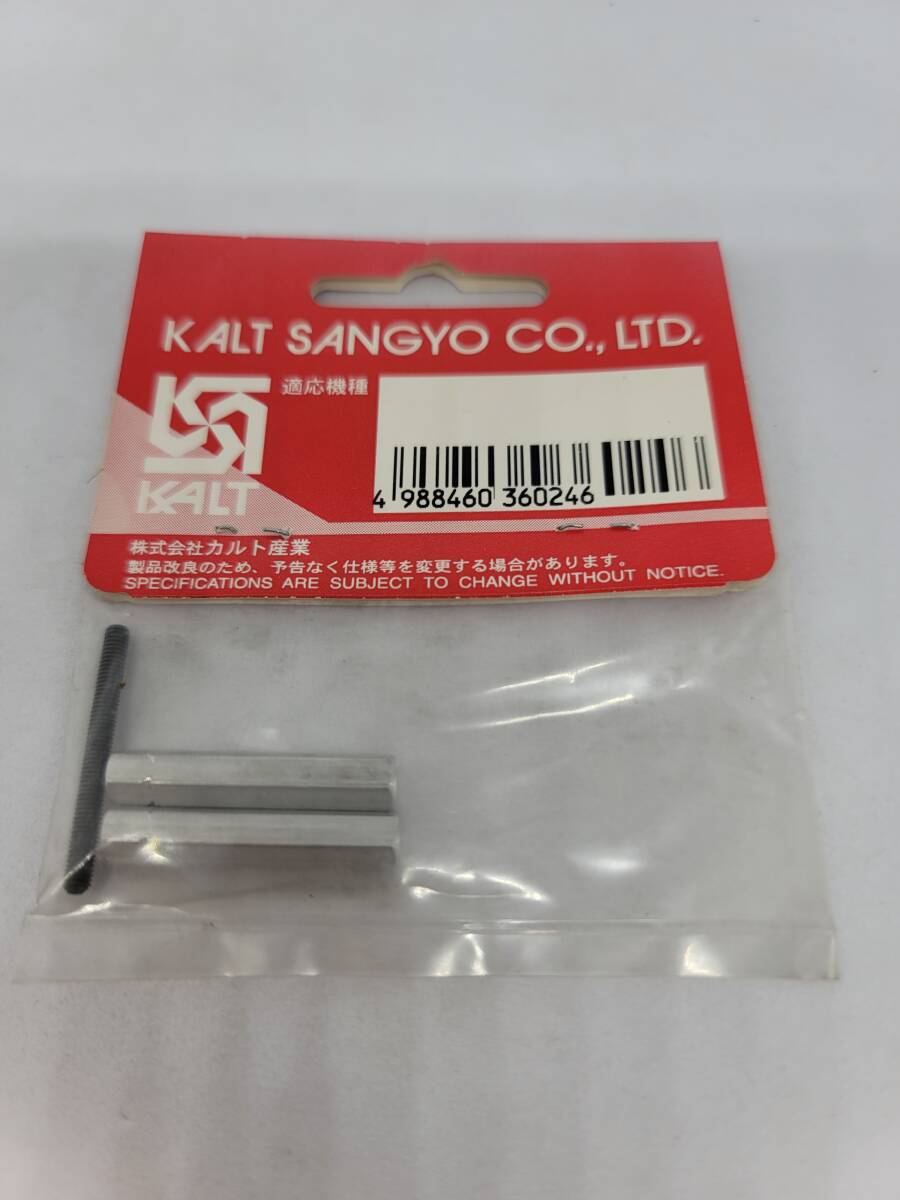 KALT SANGYO CO., LTD.
適応機種
KALT
4 988460 360246
株式会社カルト産業
製品改良のため、予告なく仕様等を変更する場合があります。
SPECIFICATIONS ARE SUBJECT TO CHANGE WITHOUT NOTICE.